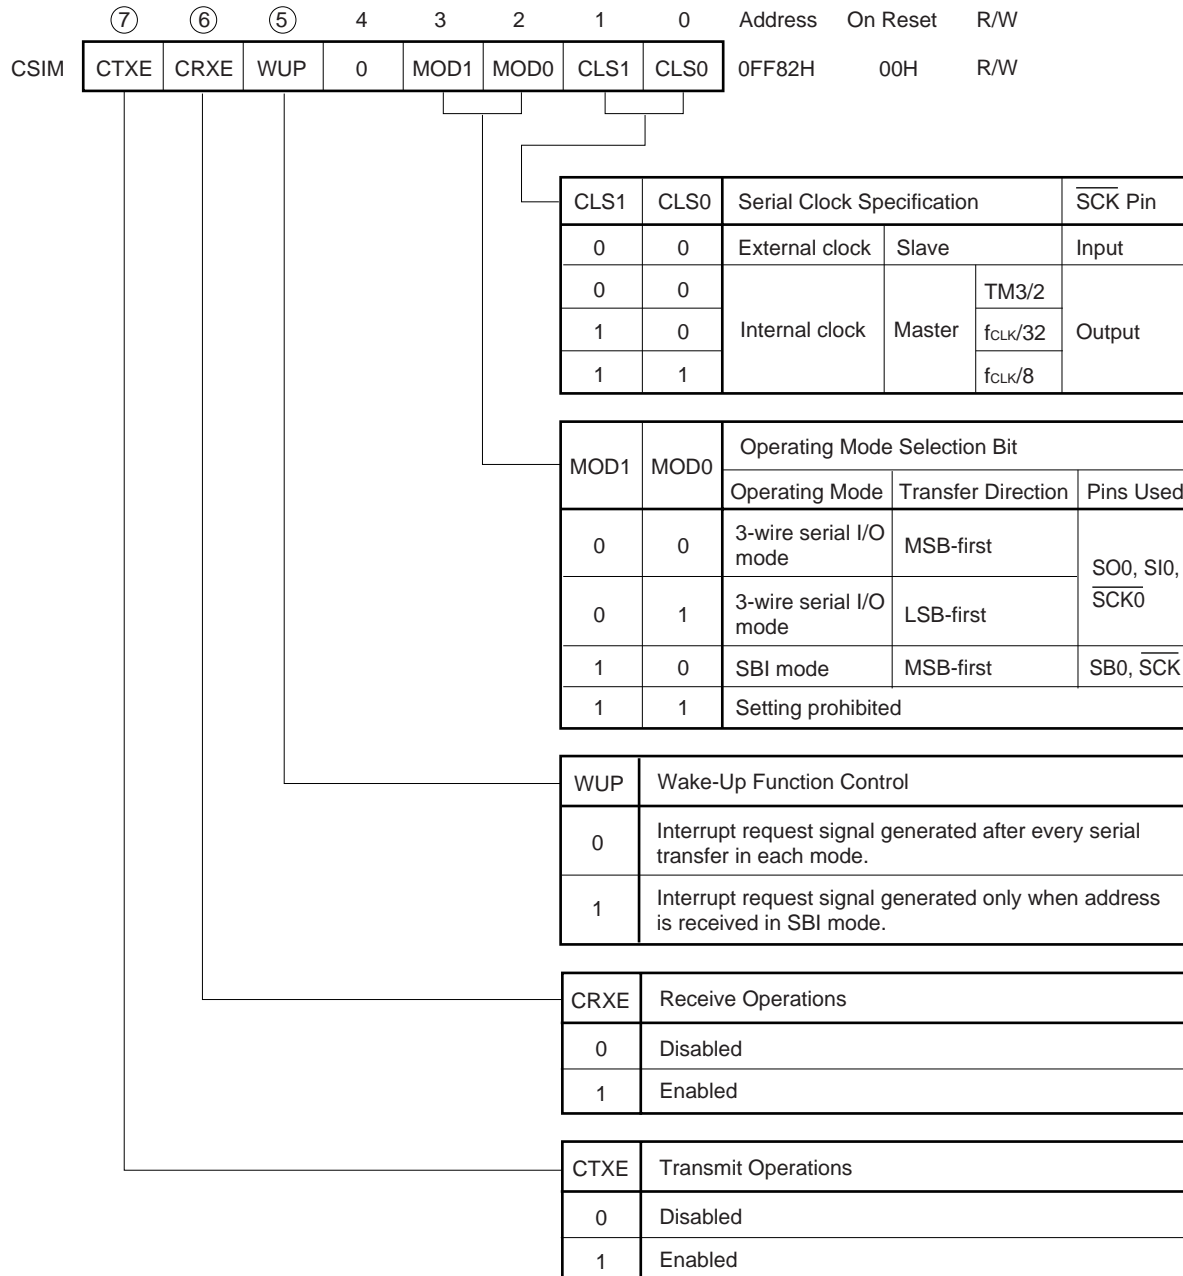 ⑦ ⑥ ⑤ 4 3 2 1 0 Address On Reset R/W
CSIM CTXE CRXE WUP 0 MOD1 MOD0 CLS1 CLS0 0FF82H 00H R/W
CLS1 CLS0 Serial Clock Specification SCK Pin
0 0 External clock Slave Input
0 0 TM3/2
1 0 Internal clock Master fCLK/32 Output
1 1 fCLK/8
MOD1 MOD0 Operating Mode Selection Bit
Operating Mode Transfer Direction Pins Used
0 0 3-wire serial I/O
mode MSB-first
SO0, SI0,
SCK0
0 1 3-wire serial I/O
mode LSB-first
1 0 SBI mode MSB-first SB0, SCK
1 1 Setting prohibited
WUP Wake-Up Function Control
0 Interrupt request signal generated after every serial
transfer in each mode.
1 Interrupt request signal generated only when address
is received in SBI mode.
CRXE Receive Operations
0 Disabled
1 Enabled
CTXE Transmit Operations
0 Disabled
1 Enabled